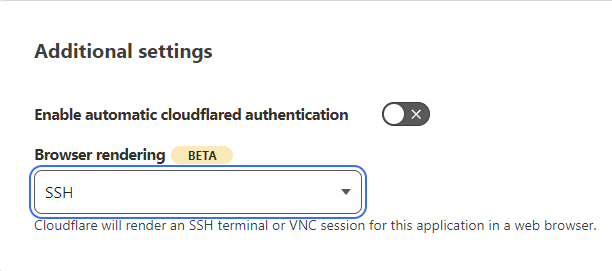 Additional settings
Enable automatic cloudflared authentication
Browser rendering BETA
SSH
Cloudflare will render an SSH terminal or VNC session for this application in a web browser.